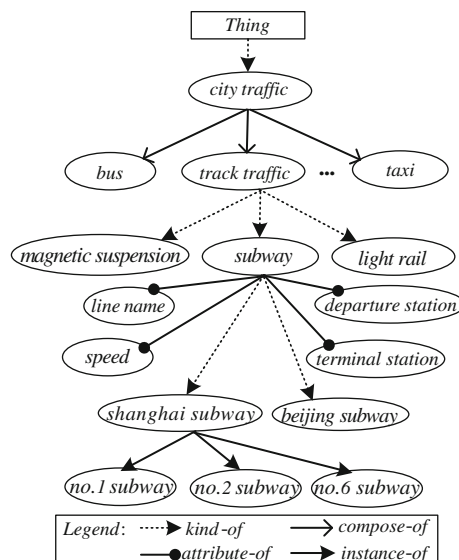 Thing
city traffic
bus
track traffic
...
taxi
magnetic suspension
subway
light rail
line name
departure station
speed
terminal station
shanghai subway
beijing subway
no.1 subway
no.2 subway
no.6 subway
Legend: kind-of compose-of
attribute-of instance-of